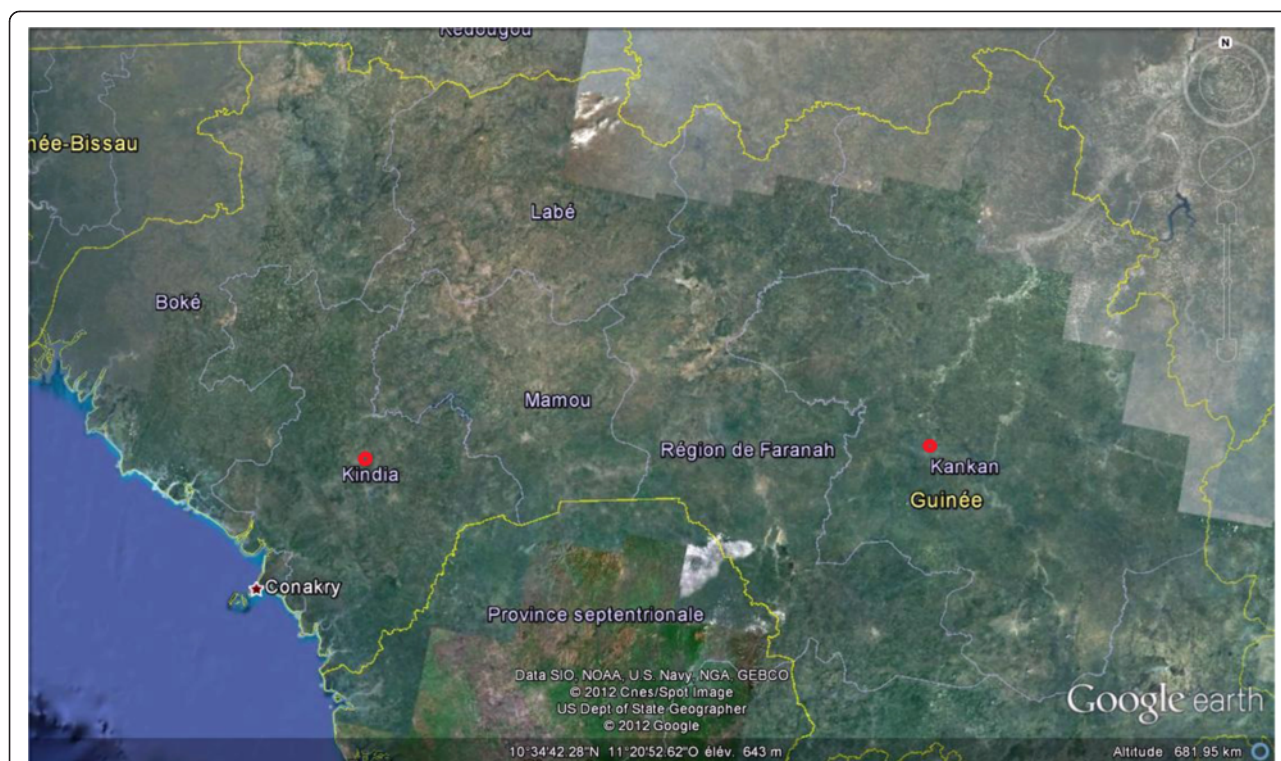 Kédougou
N
née-Bissau
Labé
Boké
Mamou
Région de Faranah
Kindia
Kankan
Guinée
Conakry
Province septentrionale
Data SIO, NOAA, U.S. Navy, NGA, GEBCO
© 2012 Cnes/Spot Image
US Dept of State Geographer
© 2012 Google
Google earth
10°34'42.28"N 11°20'52.62"O élév. 643 m
Altitude 681.95 km